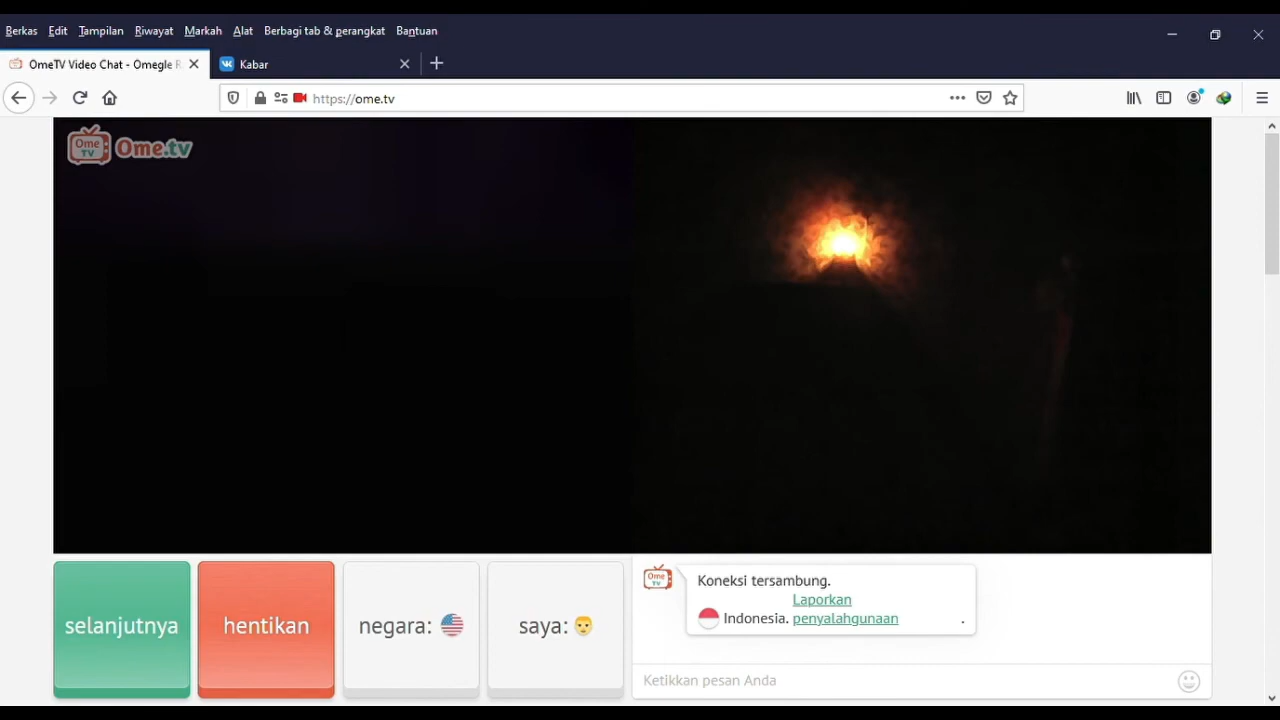 Berkas Edit Tampilan Riwayat Markah Alat Berbagi tab & perangkat Bantuan
OmeTV Video Chat - Omegle R
Kabar
https://ome.tv
Ome TV Ome.tv
selanjutnya
hentikan
negara:
saya:
Ome TV
Koneksi tersambung.
Laporkan
Indonesia. penyalahgunaan .
Ketikkan pesan Anda